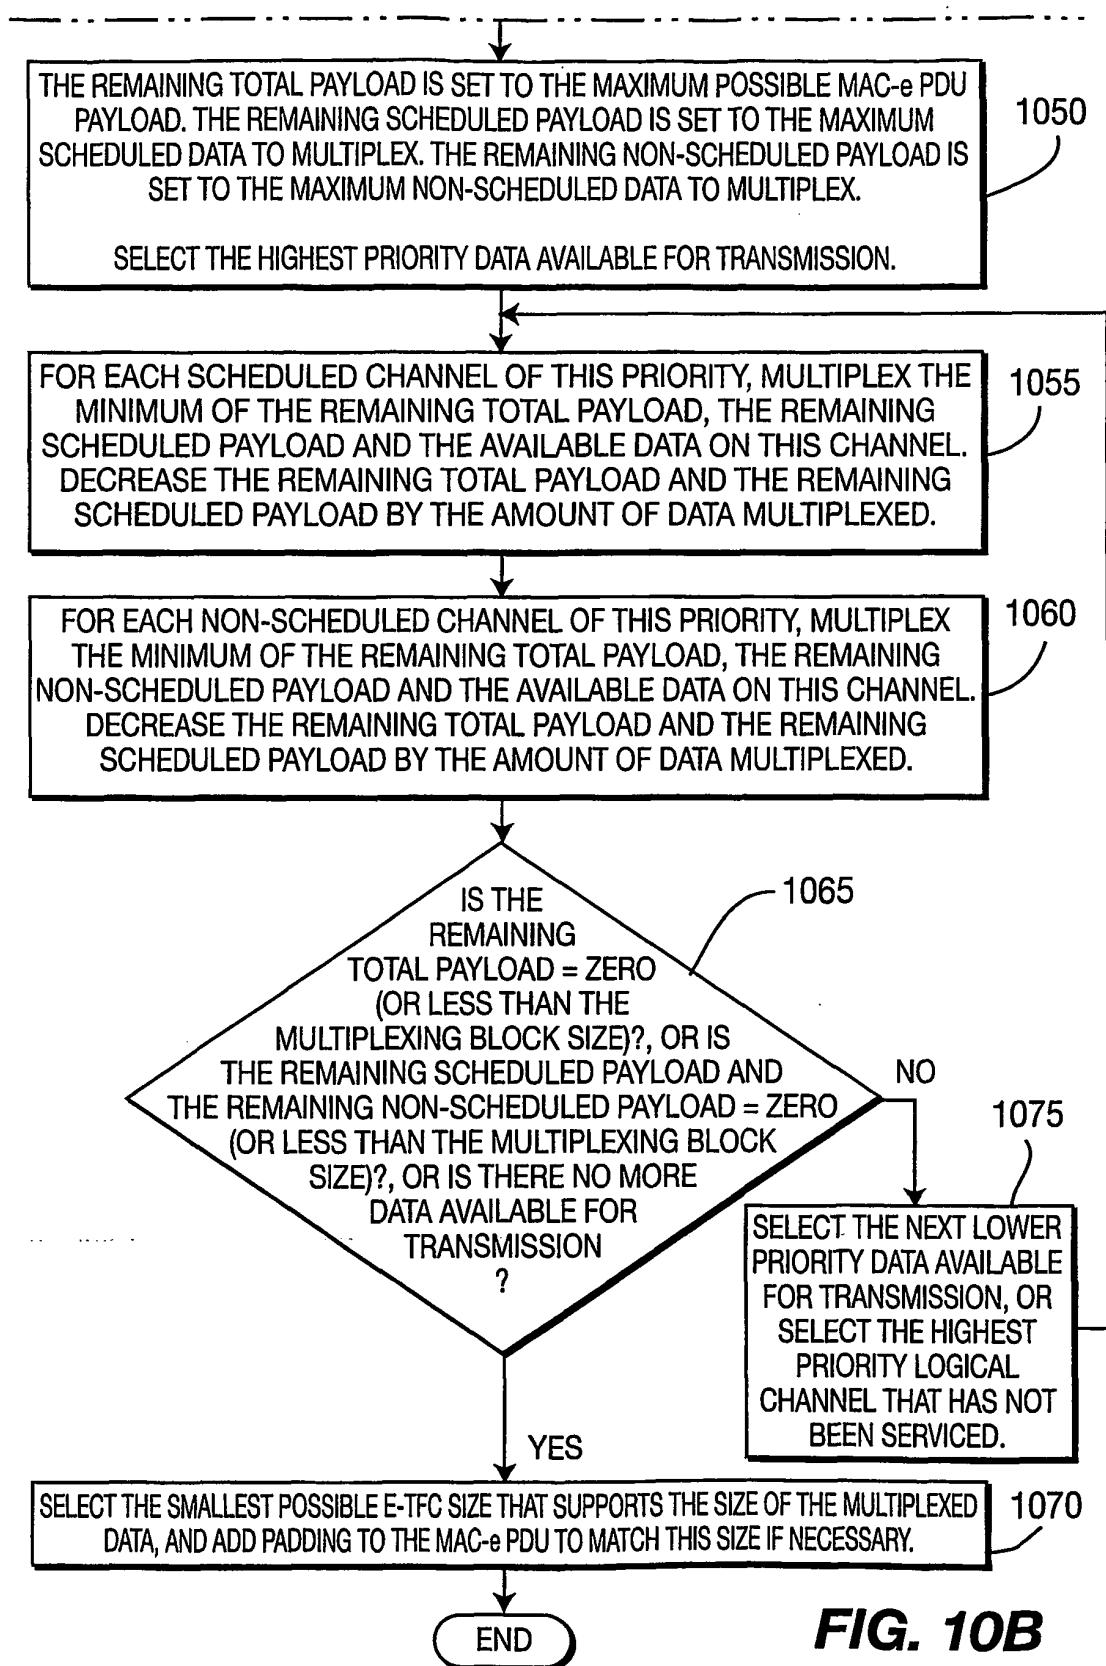 THE REMAINING TOTAL PAYLOAD IS SET TO THE MAXIMUM POSSIBLE MAC-e PDU
PAYLOAD. THE REMAINING SCHEDULED PAYLOAD IS SET TO THE MAXIMUM
SCHEDULED DATA TO MULTIPLEX. THE REMAINING NON-SCHEDULED PAYLOAD IS
SET TO THE MAXIMUM NON-SCHEDULED DATA TO MULTIPLEX.
SELECT THE HIGHEST PRIORITY DATA AVAILABLE FOR TRANSMISSION.
1050
FOR EACH SCHEDULED CHANNEL OF THIS PRIORITY, MULTIPLEX THE
MINIMUM OF THE REMAINING TOTAL PAYLOAD, THE REMAINING
SCHEDULED PAYLOAD AND THE AVAILABLE DATA ON THIS CHANNEL.
DECREASE THE REMAINING TOTAL PAYLOAD AND THE REMAINING
SCHEDULED PAYLOAD BY THE AMOUNT OF DATA MULTIPLEXED.
1055
FOR EACH NON-SCHEDULED CHANNEL OF THIS PRIORITY, MULTIPLEX
THE MINIMUM OF THE REMAINING TOTAL PAYLOAD, THE REMAINING
NON-SCHEDULED PAYLOAD AND THE AVAILABLE DATA ON THIS CHANNEL.
DECREASE THE REMAINING TOTAL PAYLOAD AND THE REMAINING
SCHEDULED PAYLOAD BY THE AMOUNT OF DATA MULTIPLEXED.
1060
IS THE
REMAINING
TOTAL PAYLOAD = ZERO
(OR LESS THAN THE
MULTIPLEXING BLOCK SIZE)?, OR IS
THE REMAINING SCHEDULED PAYLOAD AND
THE REMAINING NON-SCHEDULED PAYLOAD = ZERO
(OR LESS THAN THE MULTIPLEXING BLOCK
SIZE)?, OR IS THERE NO MORE
DATA AVAILABLE FOR
TRANSMISSION
?
1065
NO
1075
SELECT THE NEXT LOWER
PRIORITY DATA AVAILABLE
FOR TRANSMISSION, OR
SELECT THE HIGHEST
PRIORITY LOGICAL
CHANNEL THAT HAS NOT
BEEN SERVICED.
YES
SELECT THE SMALLEST POSSIBLE E-TFC SIZE THAT SUPPORTS THE SIZE OF THE MULTIPLEXED
DATA, AND ADD PADDING TO THE MAC-e PDU TO MATCH THIS SIZE IF NECESSARY.
1070
END
FIG. 10B